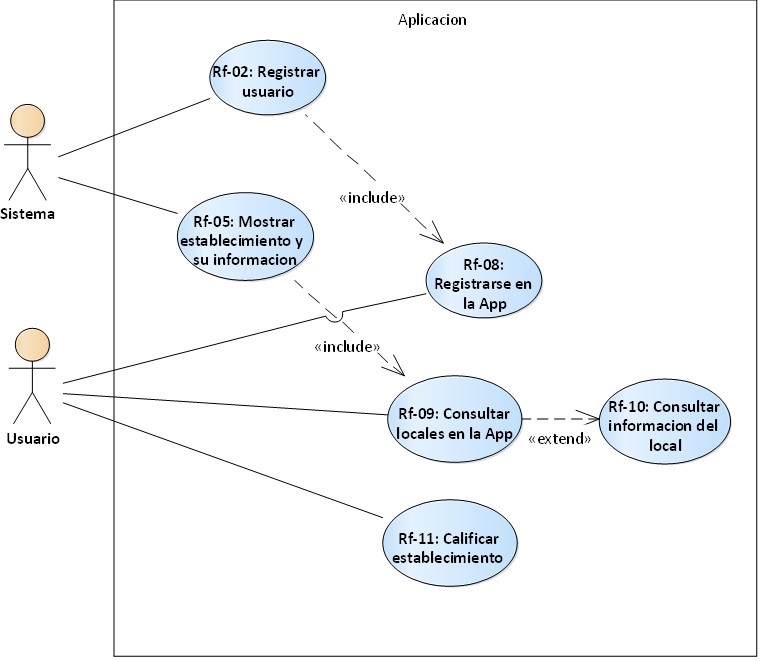 Aplicacion
Rf-02: Registrar
usuario
Sistema
«include»
Rf-05: Mostrar
establecimiento y
su informacion
Rf-08:
Registrarse en
la App
«include»
Usuario
Rf-09: Consultar
locales en la App
«extend»
Rf-10: Consultar
informacion del
local
Rf-11: Calificar
establecimiento